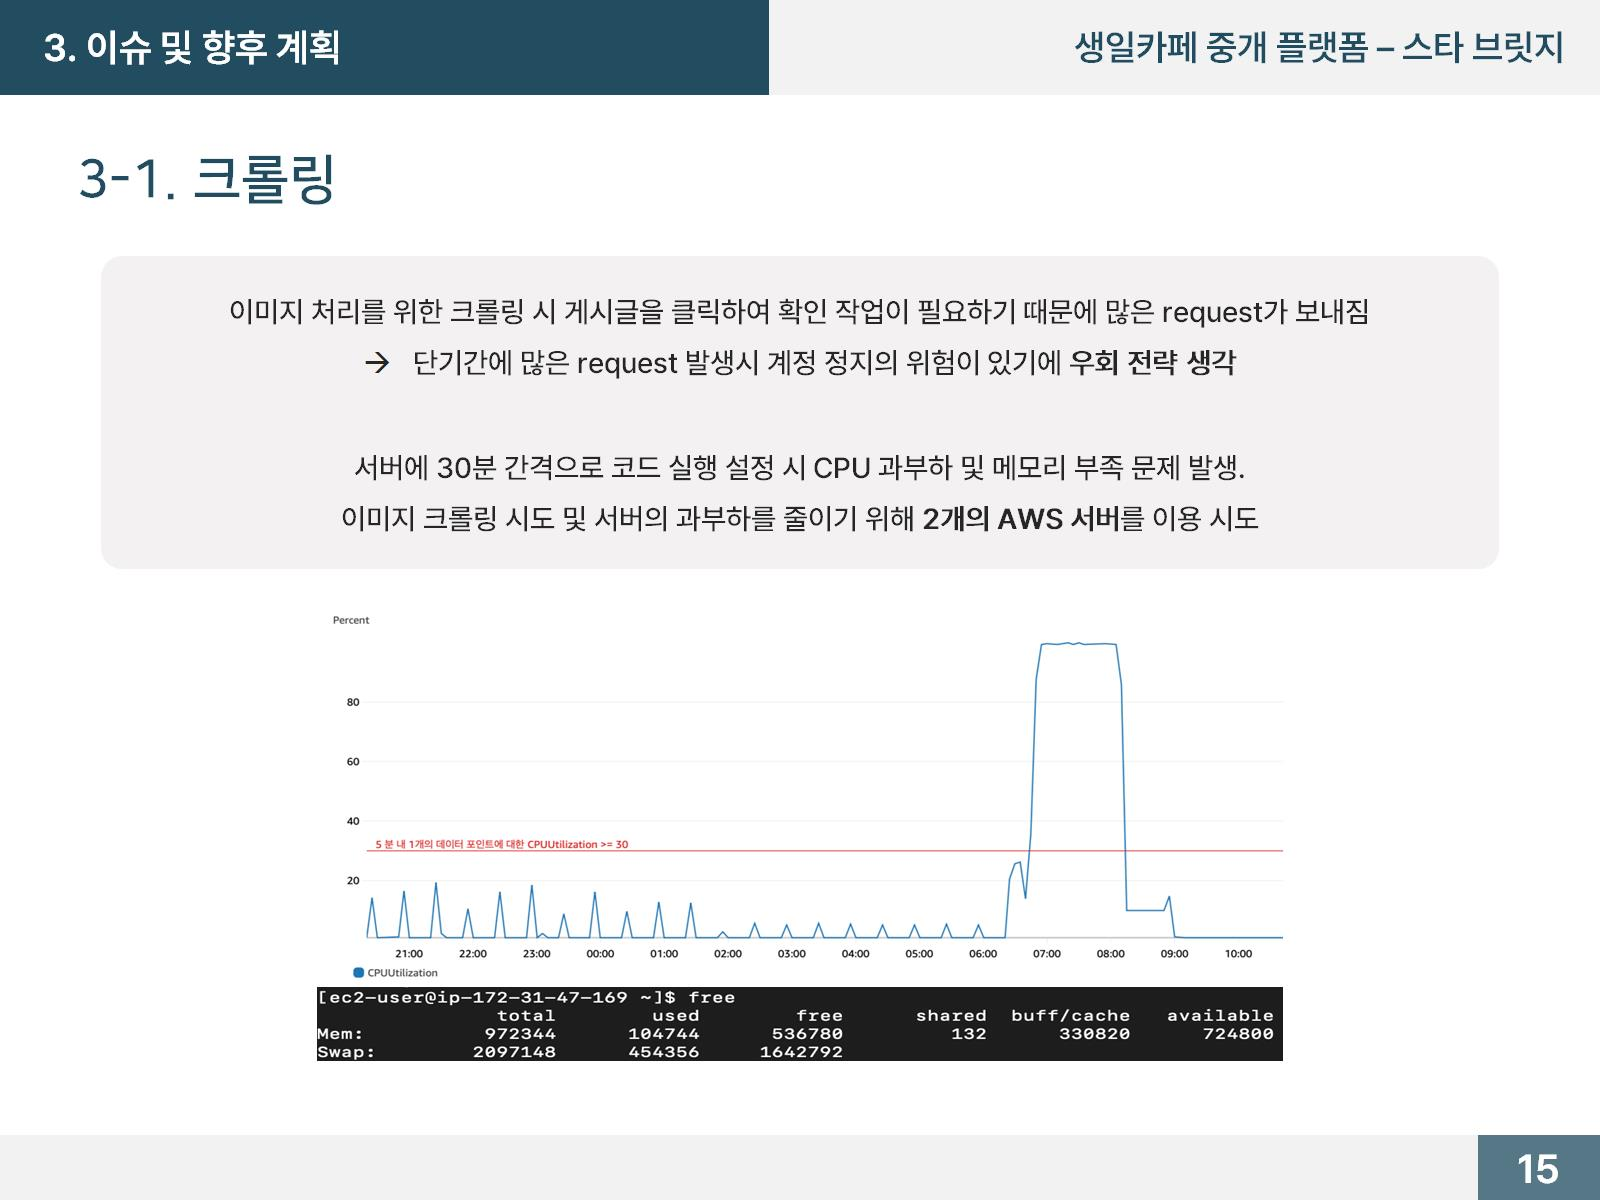 3. 이슈 및 향후 계획
생일카페 중개 플랫폼 – 스타 브릿지
3-1. 크롤링
이미지 처리를 위한 크롤링 시 게시글을 클릭하여 확인 작업이 필요하기 때문에 많은 request가 보내짐
→ 단기간에 많은 request 발생시 계정 정지의 위험이 있기에 우회 전략 생각
서버에 30분 간격으로 코드 실행 설정 시 CPU 과부하 및 메모리 부족 문제 발생.
이미지 크롤링 시도 및 서버의 과부하를 줄이기 위해 2개의 AWS 서버를 이용 시도
Percent
80
60
40
5 분 내 1개의 데이터 포인트에 대한 CPUUtilization >= 30
20
21:00 22:00 23:00 00:00 01:00 02:00 03:00 04:00 05:00 06:00 07:00 08:00 09:00 10:00
CPUUtilization
[ec2-user@ip-172-31-47-169 ~]$ free
total used free shared buff/cache available
Mem: 972344 104744 536780 132 330820 724800
Swap: 2097148 454356 1642792
15